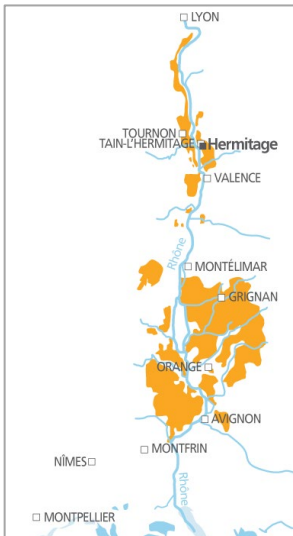 LYON
TOURNON
TAIN-L'HERMITAGE
Hermitage
VALENCE
Rhône
MONTÉLIMAR
GRIGNAN
ORANGE
AVIGNON
MONTFRIN
NÎMES
Rhône
MONTPELLIER